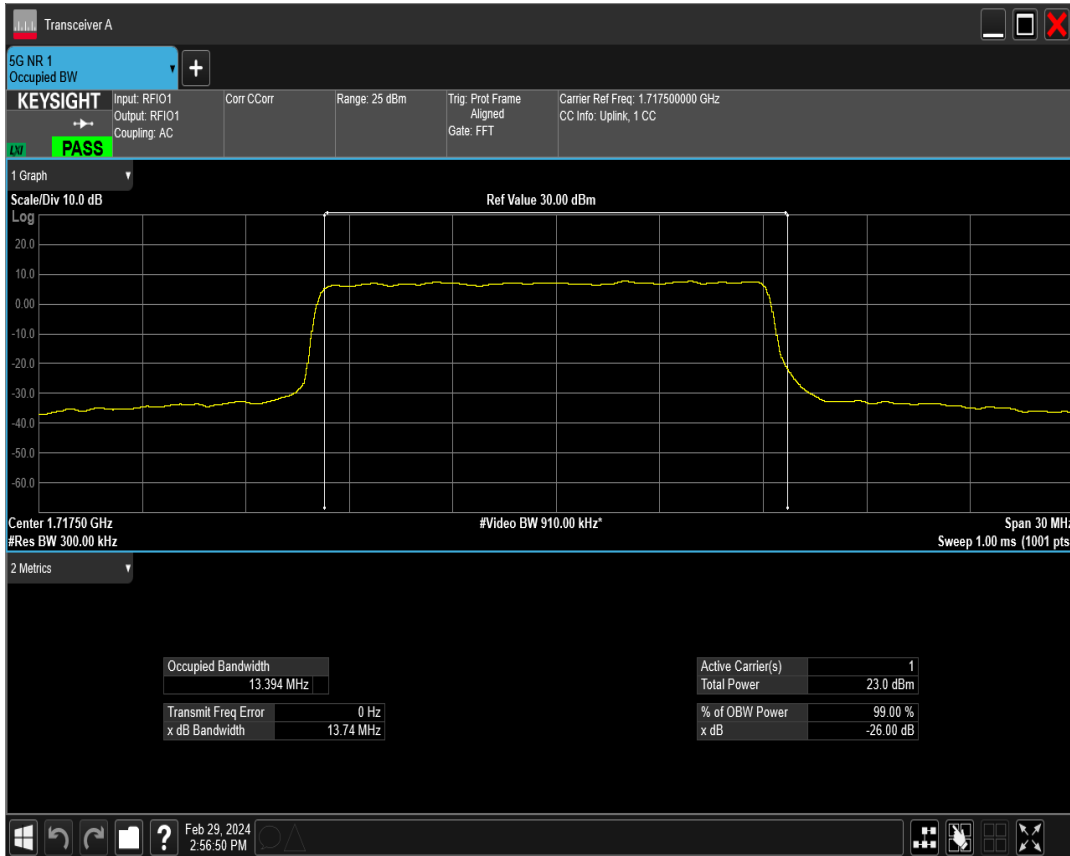 Transceiver A
5G NR 1
Occupied BW
KEYSIGHT
LXI
PASS
Input: RFIO1
Output: RFIO1
Coupling: AC
Corr CCorr
Range: 25 dBm
Trig: Prot Frame
Aligned
Gate: FFT
Carrier Ref Freq: 1.717500000 GHz
CC Info: Uplink, 1 CC
1 Graph
Scale/Div 10.0 dB
Ref Value 30.00 dBm
Log
20.0
10.0
0.00
-10.0
-20.0
-30.0
-40.0
-50.0
-60.0
Center 1.71750 GHz
#Video BW 910.00 kHz*
Span 30 MHz
#Res BW 300.00 kHz
Sweep 1.00 ms (1001 pts
2 Metrics
Occupied Bandwidth
13.394 MHz
Transmit Freq Error 0 Hz
x dB Bandwidth 13.74 MHz
Active Carrier(s) 1
Total Power 23.0 dBm
% of OBW Power 99.00 %
x dB -26.00 dB
?
Feb 29, 2024
2:56:50 PM